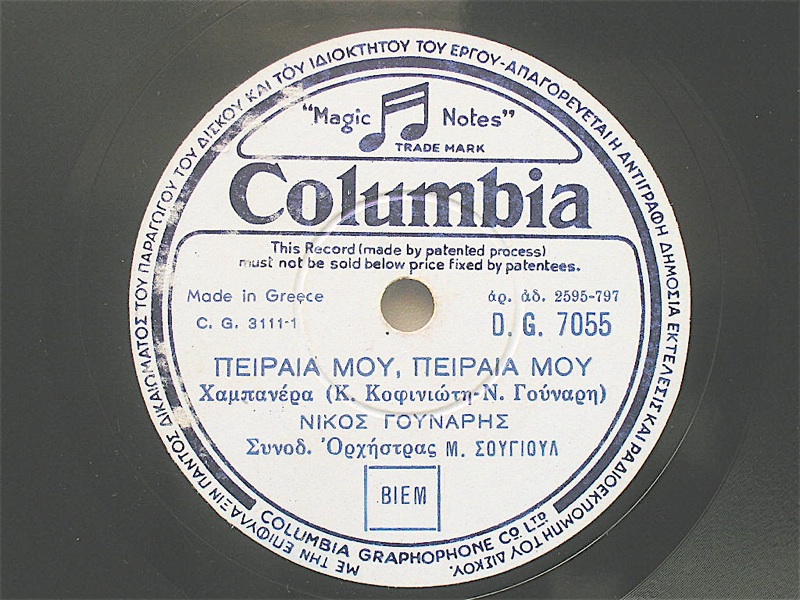 ΜΕ ΤΗΝ ΕΠΙΦΥΛΑΞΙΝ ΠΑΝΤΟΣ ΔΙΚΑΙΩΜΑΤΟΣ ΤΟΥ ΠΑΡΑΓΩΓΟΥ ΤΟΥ ΔΙΣΚΟΥ ΚΑΙ ΤΟΥ ΙΔΙΟΚΤΗΤΟΥ ΤΟΥ ΕΡΓΟΥ-ΑΠΑΓΟΡΕΥΕΤΑΙ Η ΑΝΤΙΓΡΑΦΗ ΔΗΜΟΣΙΑ ΕΚΤΕΛΕΣΙΣ ΚΑΙ ΡΑΔΙΟΕΚΠΟΜΠΗ ΤΟΥ ΔΙΣΚΟΥ.
"Magic Notes"
TRADE MARK
Columbia
This Record (made by patented process)
must not be sold below price fixed by patentees.
Made in Greece ἀρ. ἀδ. 2595-797
C. G. 3111-1 D. G. 7055
ΠΕΙΡΑΙΑ ΜΟΥ, ΠΕΙΡΑΙΑ ΜΟΥ
Χαμπανέρα (Κ. Κοφινιώτη-Ν. Γούναρη)
ΝΙΚΟΣ ΓΟΥΝΑΡΗΣ
Συνοδ. Ὀρχήστρας Μ. ΣΟΥΓΙΟΥΛ
BIEM
COLUMBIA GRAPHOPHONE CO LTD